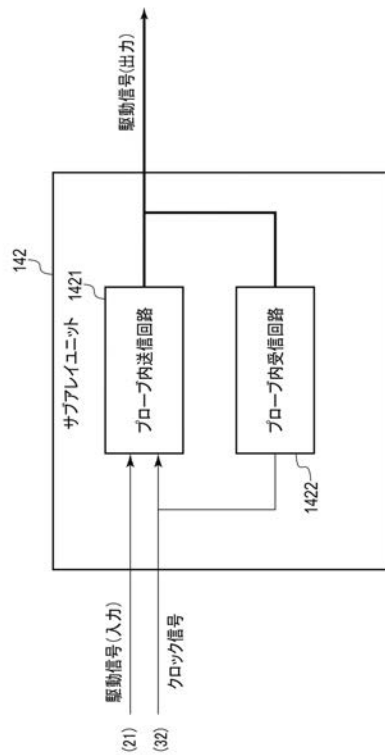 142
サブアレイユニット
1421
駆動信号(入力)
(21)
プローブ内送信回路
駆動信号(出力)
クロック信号
(32)
プローブ内受信回路
1422